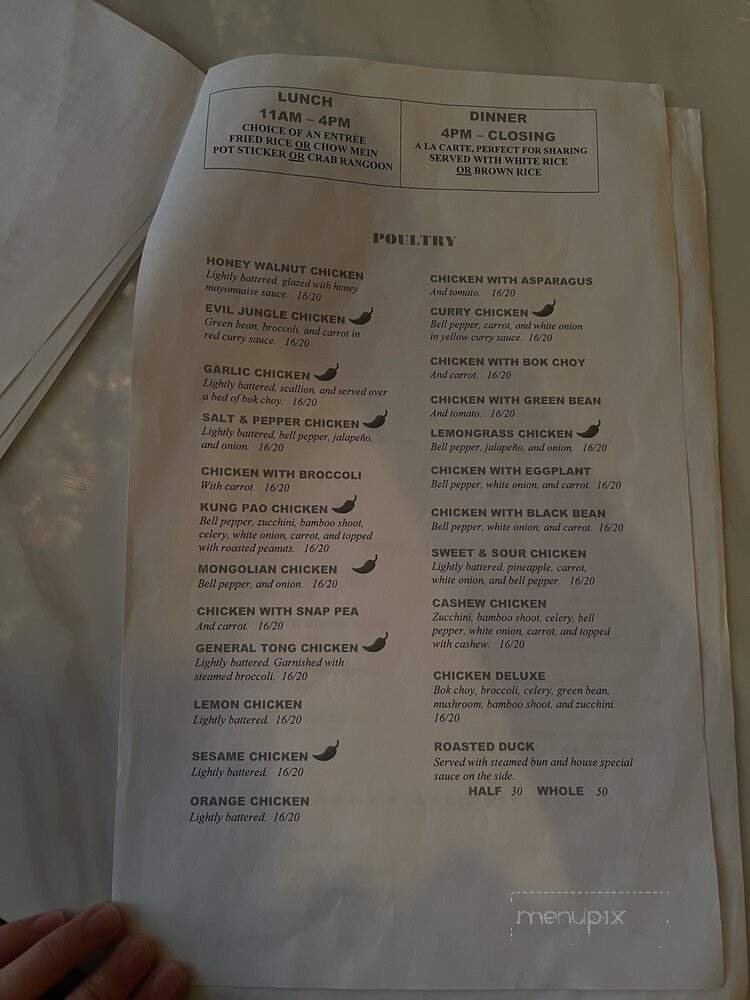 LUNCH
11AM – 4PM
CHOICE OF AN ENTRÉE
FRIED RICE OR CHOW MEIN
POT STICKER OR CRAB RANGOON
DINNER
4PM – CLOSING
A LA CARTE, PERFECT FOR SHARING
SERVED WITH WHITE RICE
OR BROWN RICE
POULTRY
HONEY WALNUT CHICKEN
Lightly battered, glazed with honey
mayonnaise sauce. 16/20
EVIL JUNGLE CHICKEN
Green bean, broccoli, and carrot in
red curry sauce. 16/20
GARLIC CHICKEN
Lightly battered, scallion, and served over
a bed of bok choy. 16/20
SALT & PEPPER CHICKEN
Lightly battered, bell pepper, jalapeño,
and onion. 16/20
CHICKEN WITH BROCCOLI
With carrot. 16/20
KUNG PAO CHICKEN
Bell pepper, zucchini, bamboo shoot,
celery, white onion, carrot, and topped
with roasted peanuts. 16/20
MONGOLIAN CHICKEN
Bell pepper, and onion. 16/20
CHICKEN WITH SNAP PEA
And carrot. 16/20
GENERAL TONG CHICKEN
Lightly battered. Garnished with
steamed broccoli. 16/20
LEMON CHICKEN
Lightly battered. 16/20
SESAME CHICKEN
Lightly battered. 16/20
ORANGE CHICKEN
Lightly battered. 16/20
CHICKEN WITH ASPARAGUS
And tomato. 16/20
CURRY CHICKEN
Bell pepper, carrot, and white onion
in yellow curry sauce. 16/20
CHICKEN WITH BOK CHOY
And carrot. 16/20
CHICKEN WITH GREEN BEAN
And tomato. 16/20
LEMONGRASS CHICKEN
Bell pepper, jalapeño, and onion. 16/20
CHICKEN WITH EGGPLANT
Bell pepper, white onion, and carrot. 16/20
CHICKEN WITH BLACK BEAN
Bell pepper, white onion, and carrot. 16/20
SWEET & SOUR CHICKEN
Lightly battered, pineapple, carrot,
white onion, and bell pepper. 16/20
CASHEW CHICKEN
Zucchini, bamboo shoot, celery, bell
pepper, white onion, carrot, and topped
with cashew. 16/20
CHICKEN DELUXE
Bok choy, broccoli, celery, green bean,
mushroom, bamboo shoot, and zucchini.
16/20
ROASTED DUCK
Served with steamed bun and house special
sauce on the side.
HALF 30 WHOLE 50
menupix